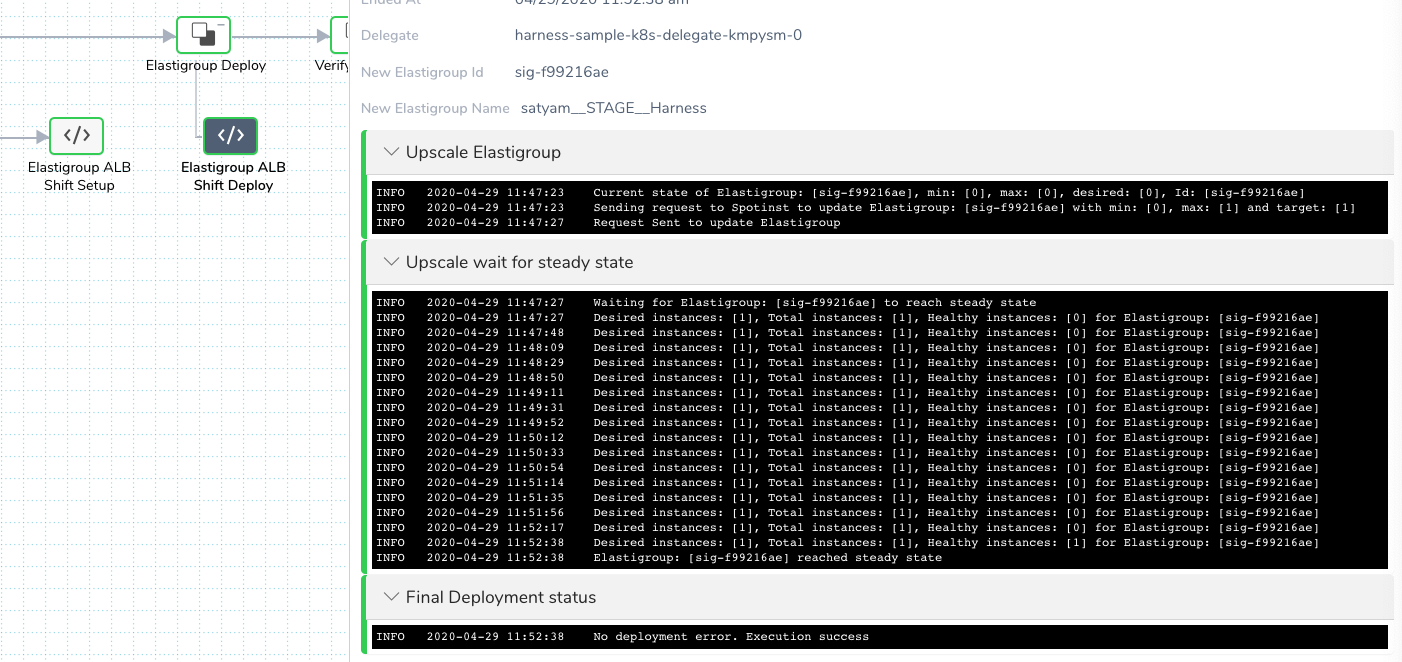 Elastigroup Deploy
Verify
</>
Elastigroup ALB
Shift Setup
</>
Elastigroup ALB
Shift Deploy
Ended At 04/29/2020 11:52:38 am
Delegate harness-sample-k8s-delegate-kmpysm-0
New Elastigroup Id sig-f99216ae
New Elastigroup Name satyam__STAGE__Harness
Upscale Elastigroup
INFO 2020-04-29 11:47:23 Current state of Elastigroup: [sig-f99216ae], min: [0], max: [0], desired: [0], Id: [sig-f99216ae]
INFO 2020-04-29 11:47:23 Sending request to Spotinst to update Elastigroup: [sig-f99216ae] with min: [0], max: [1] and target: [1]
INFO 2020-04-29 11:47:27 Request Sent to update Elastigroup
Upscale wait for steady state
INFO 2020-04-29 11:47:27 Waiting for Elastigroup: [sig-f99216ae] to reach steady state
INFO 2020-04-29 11:47:27 Desired instances: [1], Total instances: [1], Healthy instances: [0] for Elastigroup: [sig-f99216ae]
INFO 2020-04-29 11:47:48 Desired instances: [1], Total instances: [1], Healthy instances: [0] for Elastigroup: [sig-f99216ae]
INFO 2020-04-29 11:48:09 Desired instances: [1], Total instances: [1], Healthy instances: [0] for Elastigroup: [sig-f99216ae]
INFO 2020-04-29 11:48:29 Desired instances: [1], Total instances: [1], Healthy instances: [0] for Elastigroup: [sig-f99216ae]
INFO 2020-04-29 11:48:50 Desired instances: [1], Total instances: [1], Healthy instances: [0] for Elastigroup: [sig-f99216ae]
INFO 2020-04-29 11:49:11 Desired instances: [1], Total instances: [1], Healthy instances: [0] for Elastigroup: [sig-f99216ae]
INFO 2020-04-29 11:49:31 Desired instances: [1], Total instances: [1], Healthy instances: [0] for Elastigroup: [sig-f99216ae]
INFO 2020-04-29 11:49:52 Desired instances: [1], Total instances: [1], Healthy instances: [0] for Elastigroup: [sig-f99216ae]
INFO 2020-04-29 11:50:12 Desired instances: [1], Total instances: [1], Healthy instances: [0] for Elastigroup: [sig-f99216ae]
INFO 2020-04-29 11:50:33 Desired instances: [1], Total instances: [1], Healthy instances: [0] for Elastigroup: [sig-f99216ae]
INFO 2020-04-29 11:50:54 Desired instances: [1], Total instances: [1], Healthy instances: [0] for Elastigroup: [sig-f99216ae]
INFO 2020-04-29 11:51:14 Desired instances: [1], Total instances: [1], Healthy instances: [0] for Elastigroup: [sig-f99216ae]
INFO 2020-04-29 11:51:35 Desired instances: [1], Total instances: [1], Healthy instances: [0] for Elastigroup: [sig-f99216ae]
INFO 2020-04-29 11:51:56 Desired instances: [1], Total instances: [1], Healthy instances: [0] for Elastigroup: [sig-f99216ae]
INFO 2020-04-29 11:52:17 Desired instances: [1], Total instances: [1], Healthy instances: [0] for Elastigroup: [sig-f99216ae]
INFO 2020-04-29 11:52:38 Desired instances: [1], Total instances: [1], Healthy instances: [1] for Elastigroup: [sig-f99216ae]
INFO 2020-04-29 11:52:38 Elastigroup: [sig-f99216ae] reached steady state
Final Deployment status
INFO 2020-04-29 11:52:38 No deployment error. Execution success